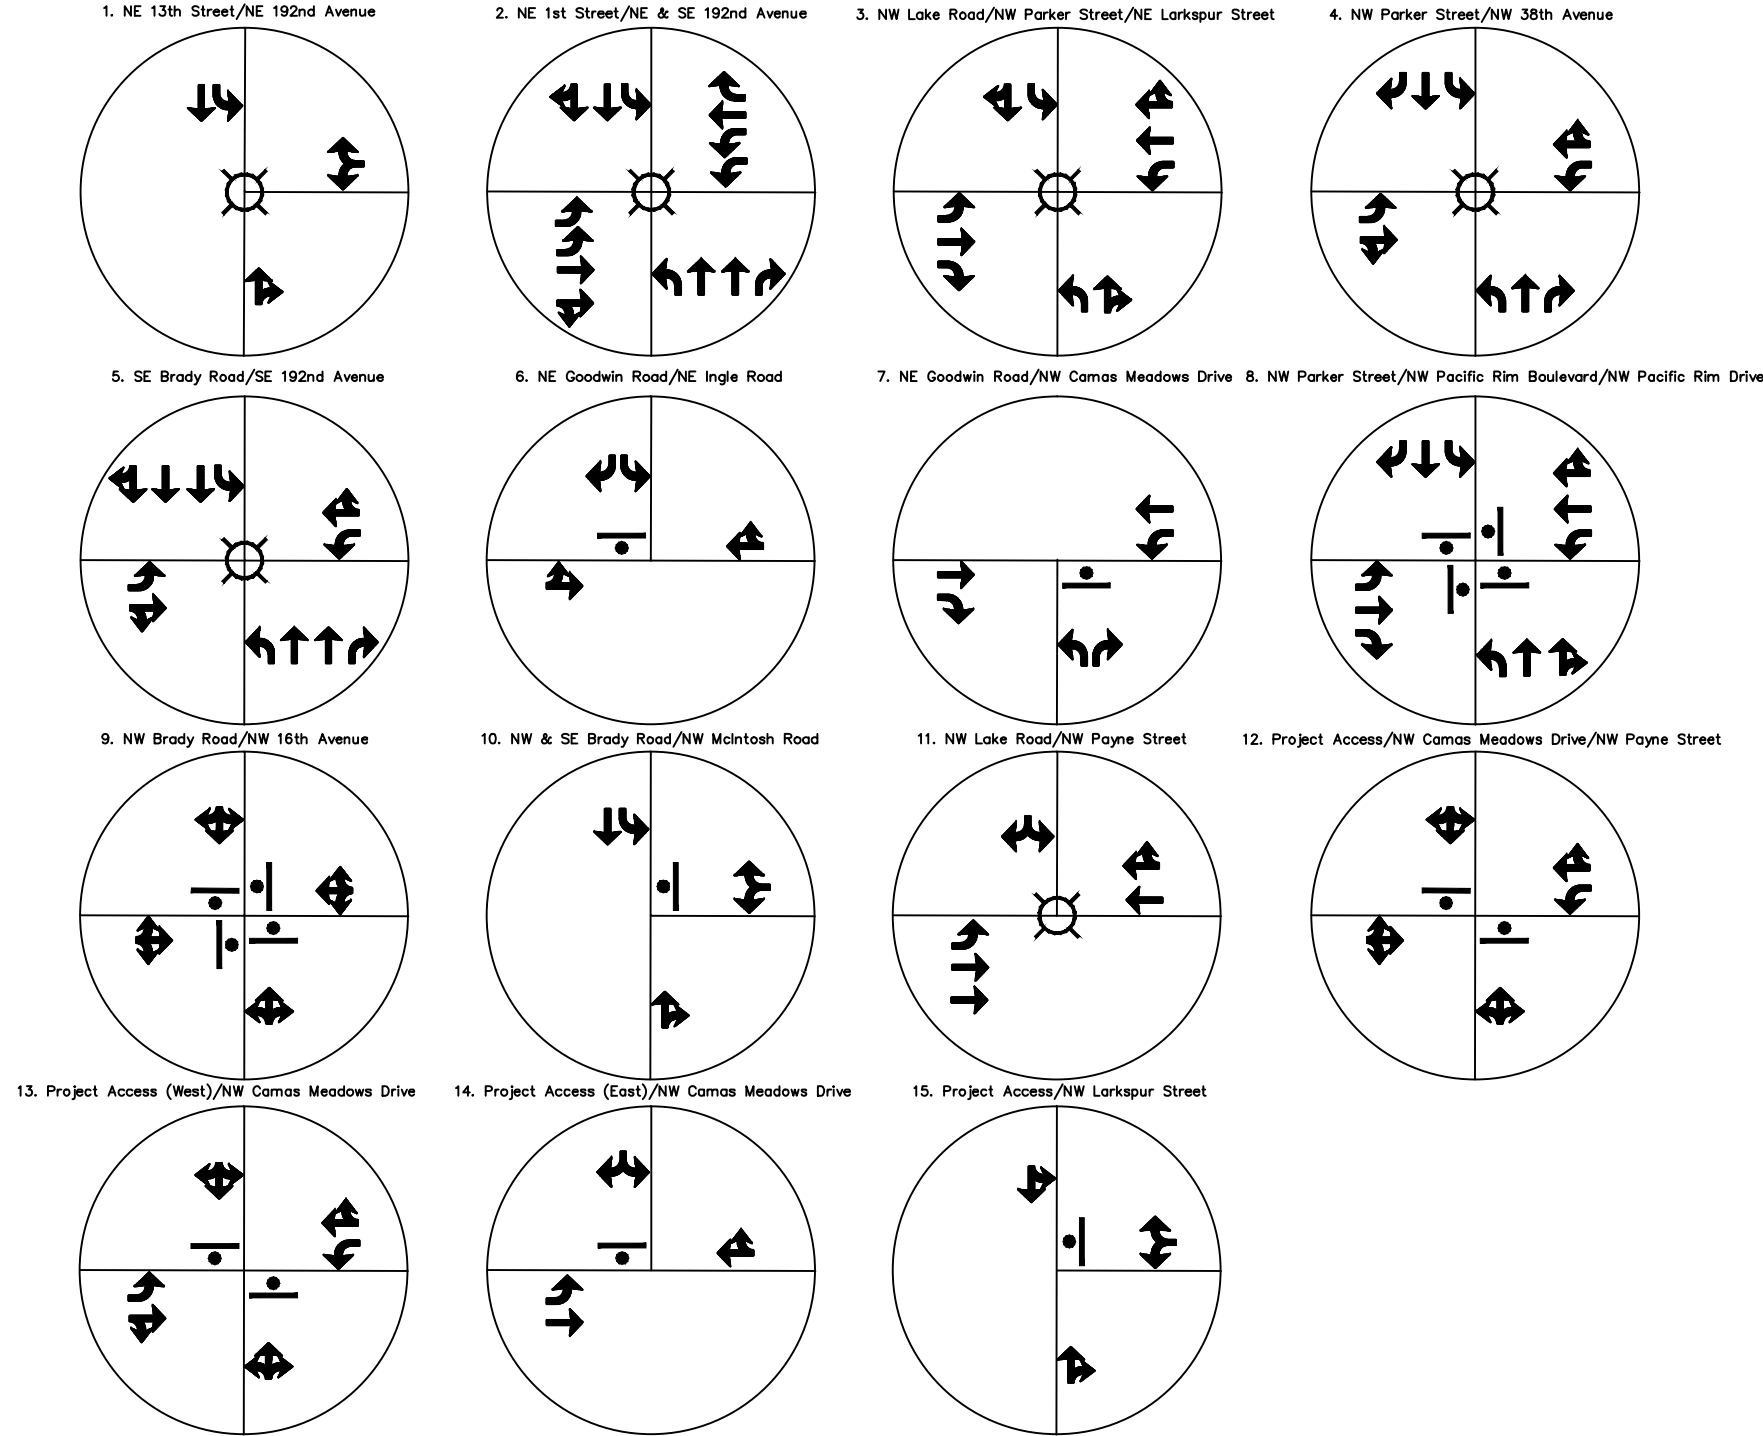 1. NE 13th Street/NE 192nd Avenue
2. NE 1st Street/NE & SE 192nd Avenue
3. NW Lake Road/NW Parker Street/NE Larkspur Street
4. NW Parker Street/NW 38th Avenue
5. SE Brady Road/SE 192nd Avenue
6. NE Goodwin Road/NE Ingle Road
7. NE Goodwin Road/NW Camas Meadows Drive
8. NW Parker Street/NW Pacific Rim Boulevard/NW Pacific Rim Drive
9. NW Brady Road/NW 16th Avenue
10. NW & SE Brady Road/NW McIntosh Road
11. NW Lake Road/NW Payne Street
12. Project Access/NW Camas Meadows Drive/NW Payne Street
13. Project Access (West)/NW Camas Meadows Drive
14. Project Access (East)/NW Camas Meadows Drive
15. Project Access/NW Larkspur Street